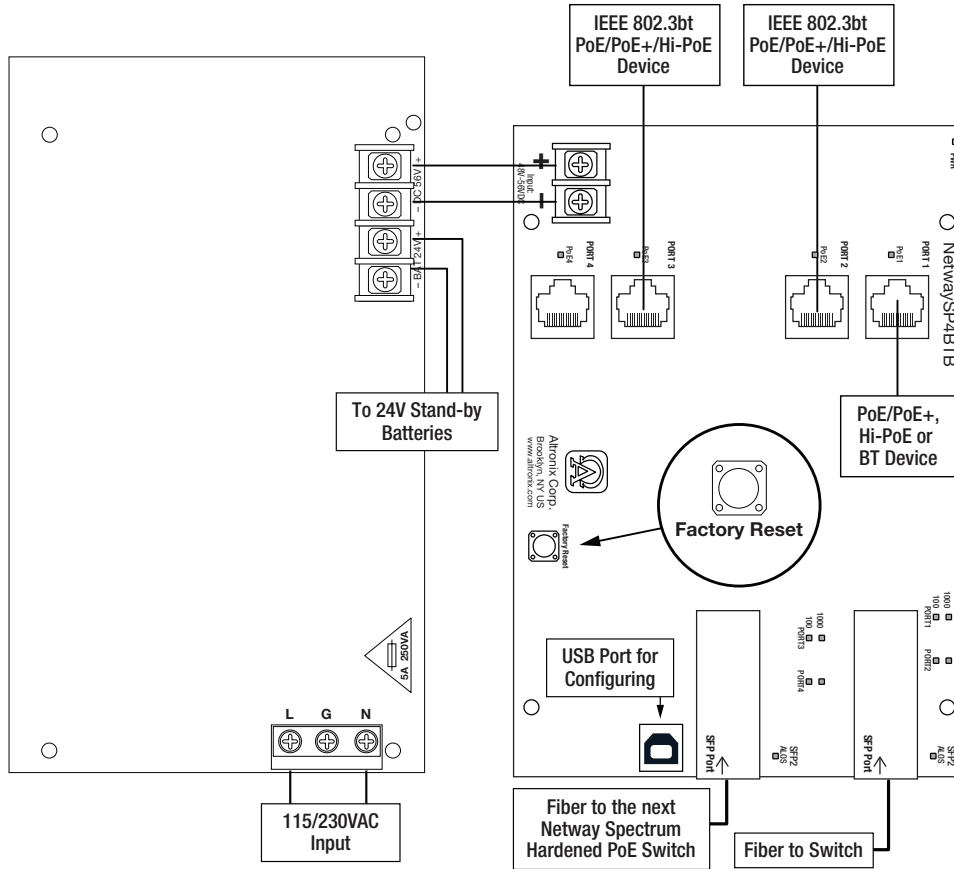 IEEE 802.3bt
PoE/PoE+/Hi-PoE
Device
IEEE 802.3bt
PoE/PoE+/Hi-PoE
Device
– DC 56V +
– BAT 24V +
+
–
Input:
48V-56VDC
PoE4
PORT 4
PoE3
PORT 3
PoE2
PORT 2
PoE1
PORT 1
NetwaySP4BTB
To 24V Stand-by
Batteries
PoE/PoE+,
Hi-PoE or
BT Device
Altronix Corp.
Brooklyn, NY US
www.altronix.com
Factory Reset
Factory Reset
5A 250VA
L G N
115/230VAC
Input
USB Port for
Configuring
1000
100
PORT3
PORT4
1000
100
PORT1
PORT2
SFP Port
SFP2
ALOS
SFP Port
SFP2
ALOS
Fiber to the next
Netway Spectrum
Hardened PoE Switch
Fiber to Switch